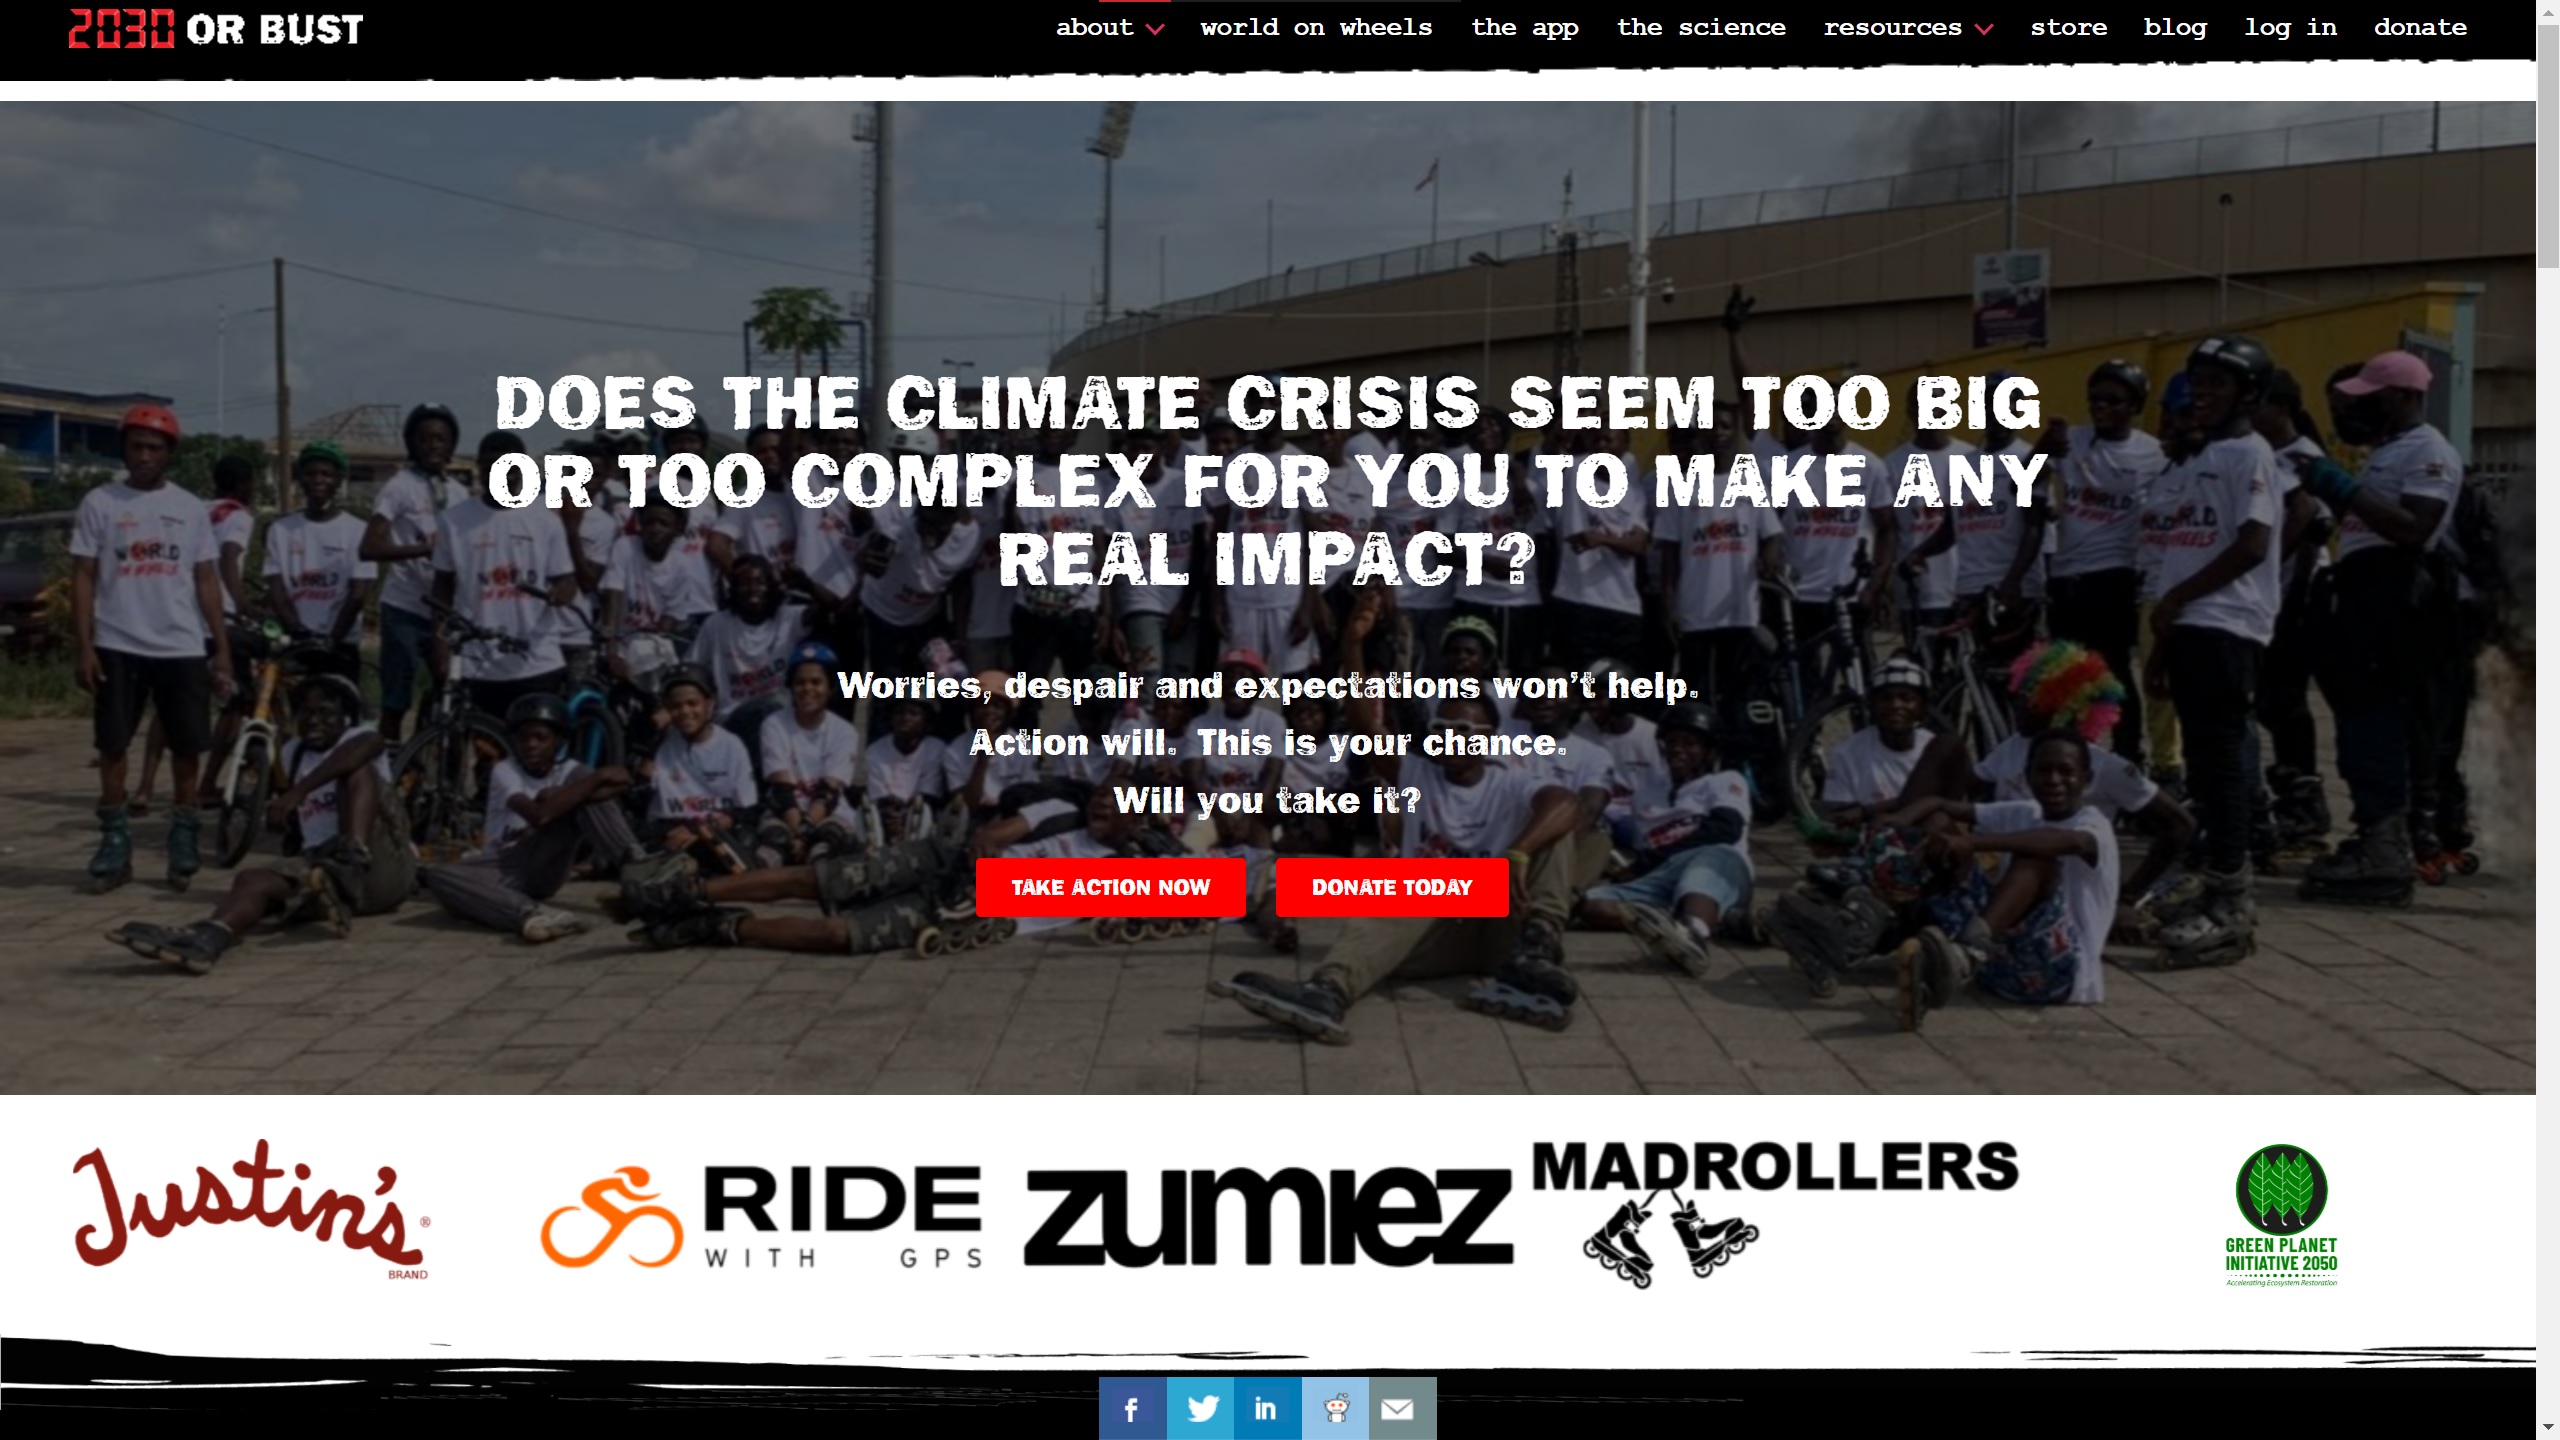 2030 OR BUST
about
world on wheels
the app
the science
resources
store
blog
log in
donate
DOES THE CLIMATE CRISIS SEEM TOO BIG
OR TOO COMPLEX FOR YOU TO MAKE ANY
REAL IMPACT?
Worries, despair and expectations won't help.
Action will. This is your chance.
Will you take it?
TAKE ACTION NOW
DONATE TODAY
Justin's®
BRAND
RIDE
WITH GPS
zumiez
MADROLLERS
GREEN PLANET
INITIATIVE 2050
Accelerating Ecosystem Restoration